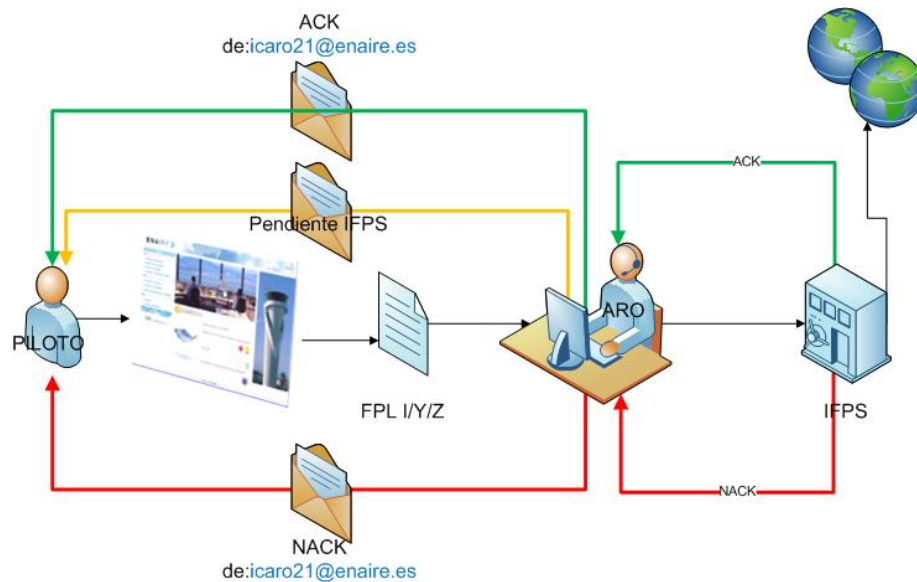 ACK
de:icaro21@enaire.es
ACK
Pendiente IFPS
PILOTO
ARO
FPL I/Y/Z
IFPS
NACK
NACK
de:icaro21@enaire.es